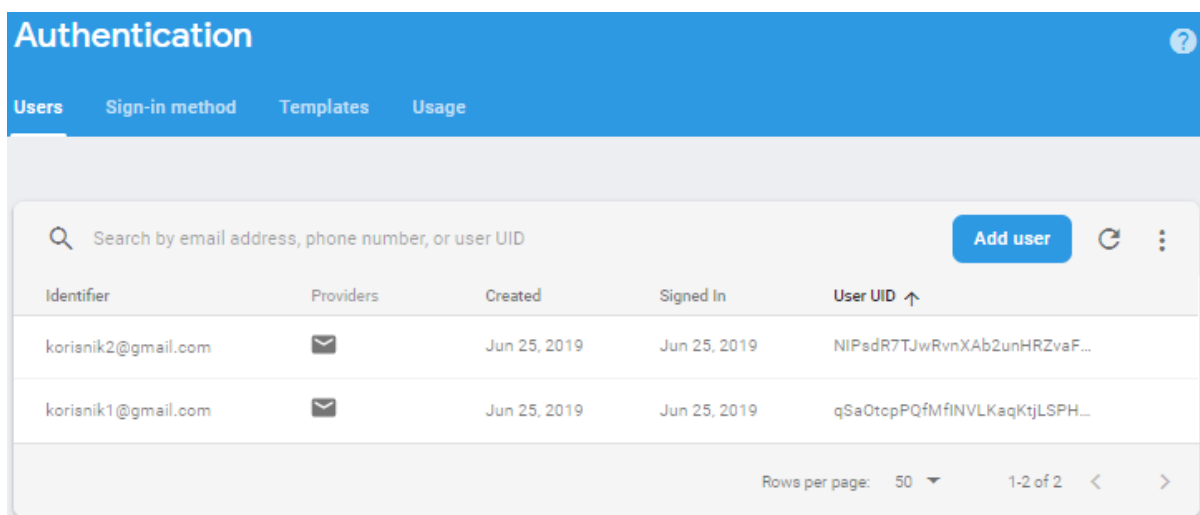 Authentication
Users Sign-in method Templates Usage
Search by email address, phone number, or user UID Add user
Identifier Providers Created Signed In User UID
korisnik2@gmail.com Jun 25, 2019 Jun 25, 2019 NIPsdR7TJwRvnXAb2unHRZvaF...
korisnik1@gmail.com Jun 25, 2019 Jun 25, 2019 qSaOtcpPQfMfINVLKaqKtjLSPH...
Rows per page: 50 1-2 of 2